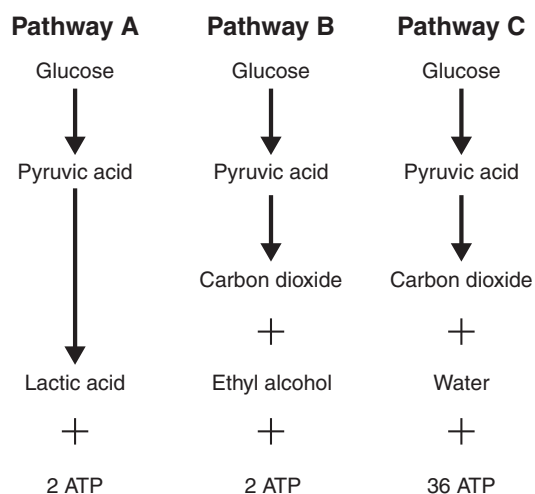 Pathway A Pathway B Pathway C
Glucose Glucose Glucose
Pyruvic acid Pyruvic acid Pyruvic acid
Carbon dioxide Carbon dioxide
+ +
Lactic acid Ethyl alcohol Water
+ + +
2 ATP 2 ATP 36 ATP